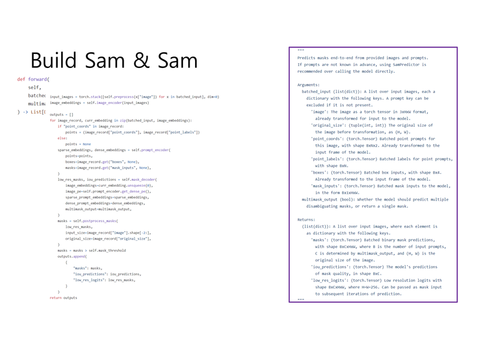 Build Sam & Sam
def forward(
self,
batche
multim
) -> List[
input_images = torch.stack([self.preprocess(x["image"]) for x in batched_input], dim=0)
image_embeddings = self.image_encoder(input_images)
outputs = []
for image_record, curr_embedding in zip(batched_input, image_embeddings):
if "point_coords" in image_record:
points = (image_record["point_coords"], image_record["point_labels"])
else:
points = None
sparse_embeddings, dense_embeddings = self.prompt_encoder(
points=points,
boxes=image_record.get("boxes", None),
masks=image_record.get("mask_inputs", None),
)
low_res_masks, iou_predictions = self.mask_decoder(
image_embeddings=curr_embedding.unsqueeze(0),
image_pe=self.prompt_encoder.get_dense_pe(),
sparse_prompt_embeddings=sparse_embeddings,
dense_prompt_embeddings=dense_embeddings,
multimask_output=multimask_output,
)
masks = self.postprocess_masks(
low_res_masks,
input_size=image_record["image"].shape[-2:],
original_size=image_record["original_size"],
)
masks = masks > self.mask_threshold
outputs.append(
{
"masks": masks,
"iou_predictions": iou_predictions,
"low_res_logits": low_res_masks,
}
)
return outputs
"""
Predicts masks end-to-end from provided images and prompts.
If prompts are not known in advance, using SamPredictor is
recommended over calling the model directly.
Arguments:
batched_input (list(dict)): A list over input images, each a
dictionary with the following keys. A prompt key can be
excluded if it is not present.
'image': The image as a torch tensor in 3xHxW format,
already transformed for input to the model.
'original_size': (tuple(int, int)) The original size of
the image before transformation, as (H, W).
'point_coords': (torch.Tensor) Batched point prompts for
this image, with shape BxNx2. Already transformed to the
input frame of the model.
'point_labels': (torch.Tensor) Batched labels for point prompts,
with shape BxN.
'boxes': (torch.Tensor) Batched box inputs, with shape Bx4.
Already transformed to the input frame of the model.
'mask_inputs': (torch.Tensor) Batched mask inputs to the model,
in the form Bx1xHxW.
multimask_output (bool): Whether the model should predict multiple
disambiguating masks, or return a single mask.
Returns:
(list(dict)): A list over input images, where each element is
as dictionary with the following keys.
'masks': (torch.Tensor) Batched binary mask predictions,
with shape BxCxHxW, where B is the number of input prompts,
C is determined by multimask_output, and (H, W) is the
original size of the image.
'iou_predictions': (torch.Tensor) The model's predictions
of mask quality, in shape BxC.
'low_res_logits': (torch.Tensor) Low resolution logits with
shape BxCxHxW, where H=W=256. Can be passed as mask input
to subsequent iterations of prediction.
"""